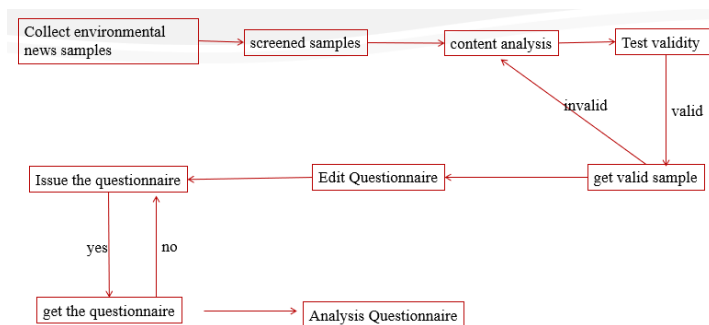 Collect environmental
news samples
screened samples
content analysis
Test validity
invalid
valid
Issue the questionnaire
Edit Questionnaire
get valid sample
yes
no
get the questionnaire
Analysis Questionnaire